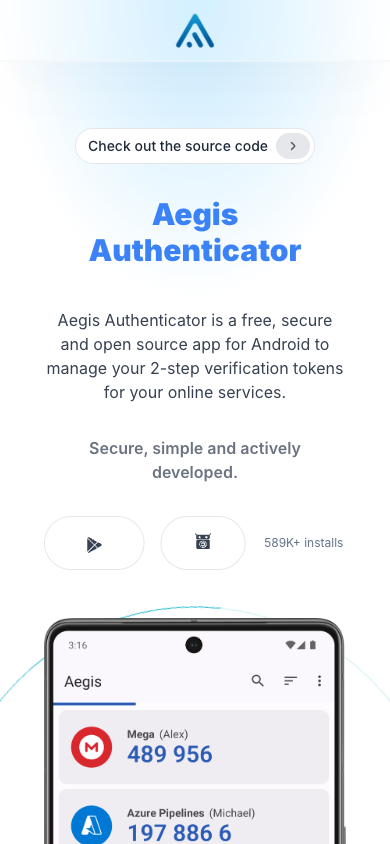 Check out the source code
Aegis
Authenticator
Aegis Authenticator is a free, secure
and open source app for Android to
manage your 2-step verification tokens
for your online services.
Secure, simple and actively
developed.
589K+ installs
3:16
Aegis
Mega (Alex)
489 956
Azure Pipelines (Michael)
197 886 6